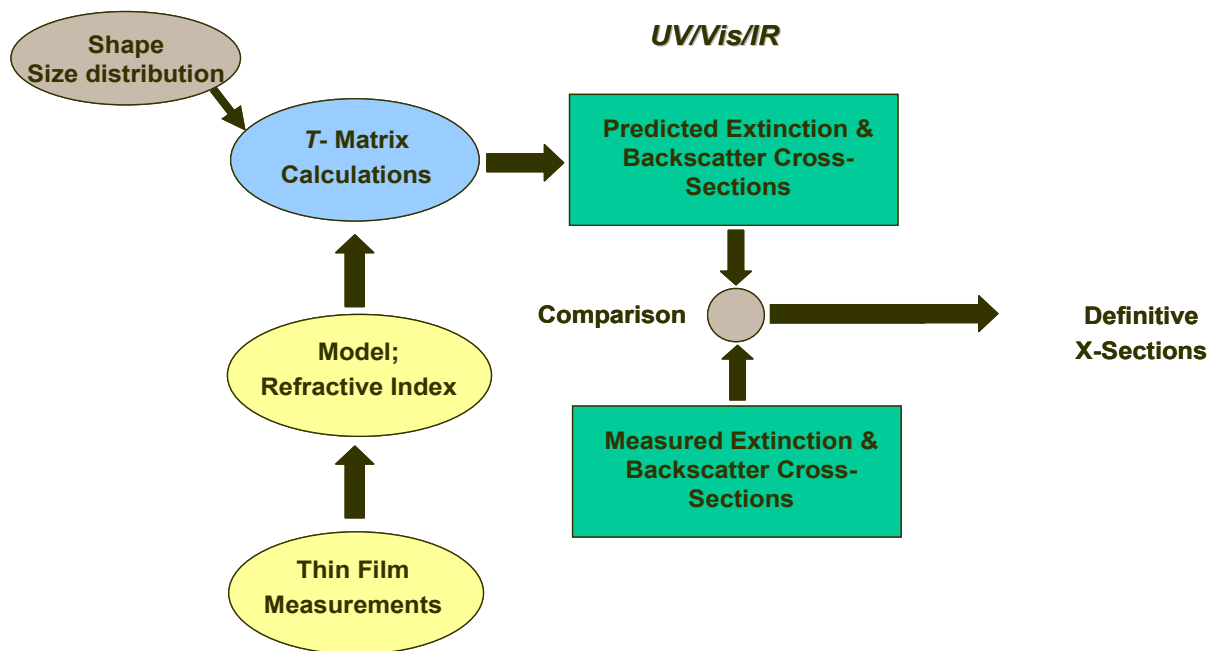 Shape
Size distribution
UV/Vis/IR
T- Matrix
Calculations
Predicted Extinction &
Backscatter Cross-
Sections
Comparison
Definitive
X-Sections
Model;
Refractive Index
Measured Extinction &
Backscatter Cross-
Sections
Thin Film
Measurements